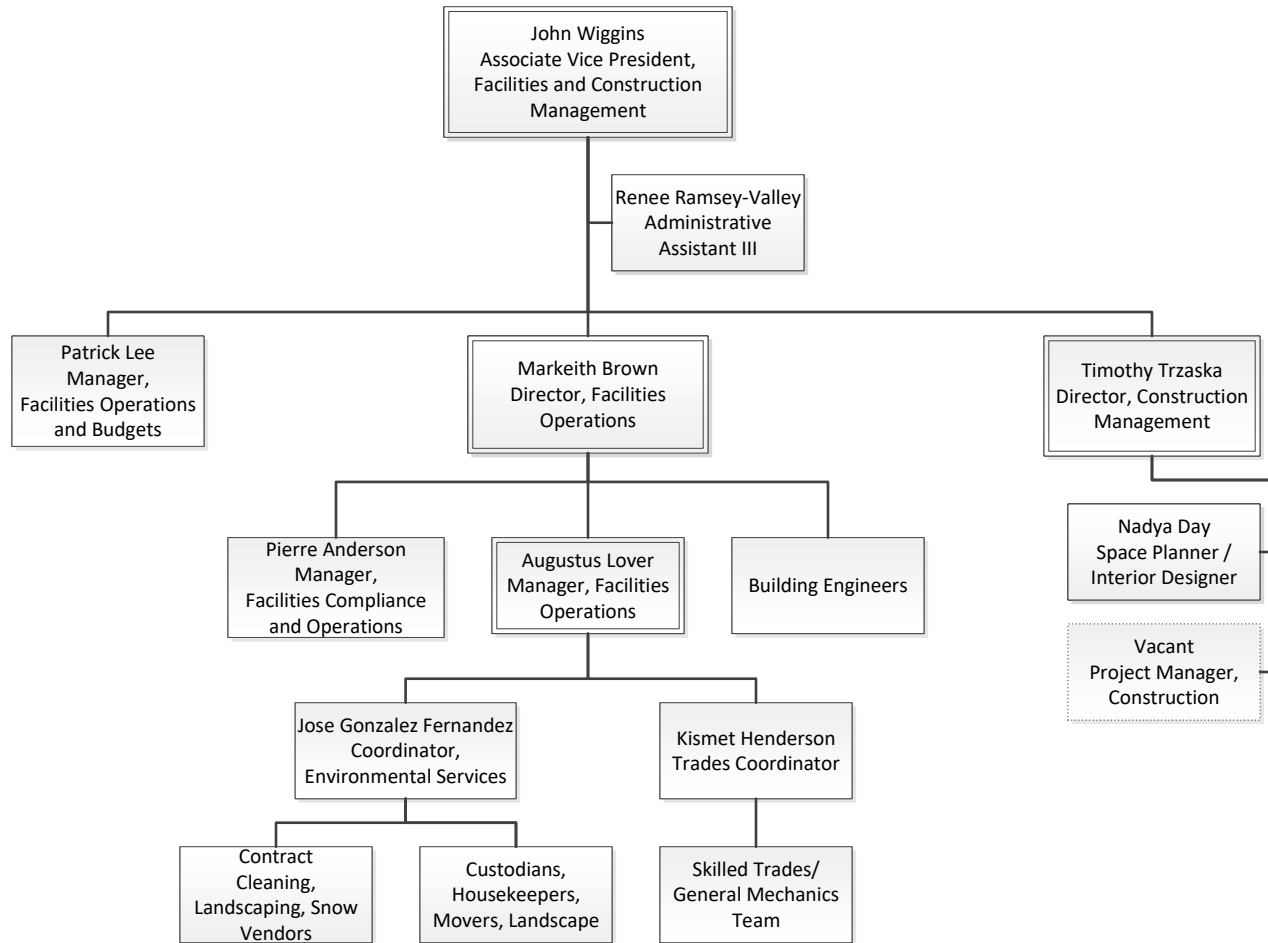 John Wiggins
Associate Vice President,
Facilities and Construction
Management
Renee Ramsey-Valley
Administrative
Assistant III
Patrick Lee
Manager,
Facilities Operations
and Budgets
Markeith Brown
Director, Facilities
Operations
Timothy Trzaska
Director, Construction
Management
Pierre Anderson
Manager,
Facilities Compliance
and Operations
Augustus Lover
Manager, Facilities
Operations
Building Engineers
Nadya Day
Space Planner /
Interior Designer
Vacant
Project Manager,
Construction
Jose Gonzalez Fernandez
Coordinator,
Environmental Services
Kismet Henderson
Trades Coordinator
Contract
Cleaning,
Landscaping, Snow
Vendors
Custodians,
Housekeepers,
Movers, Landscape
Skilled Trades/
General Mechanics
Team